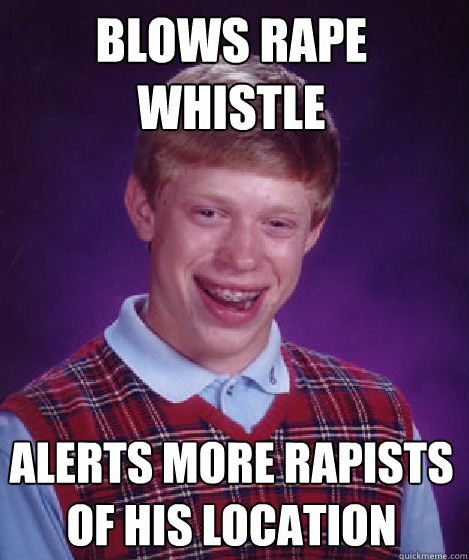 BLOWS RAPE
WHISTLE
ALERTS MORE RAPISTS
OF HIS LOCATION
quickmeme.com